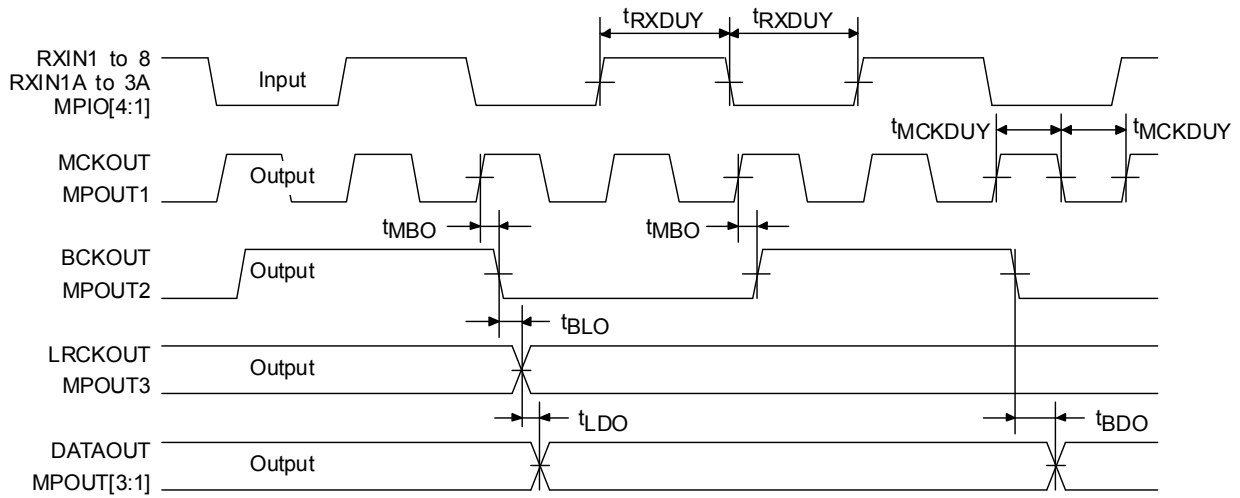 tRXDUY tRXDUY
RXIN1 to 8
RXIN1A to 3A
MPIO[4:1]
Input
tMCKDUY tMCKDUY
MCKOUT
MPOUT1
Output
tMBO tMBO
BCKOUT
MPOUT2
Output
tBLO
LRCKOUT
MPOUT3
Output
tLDO tBDO
DATAOUT
MPOUT[3:1]
Output